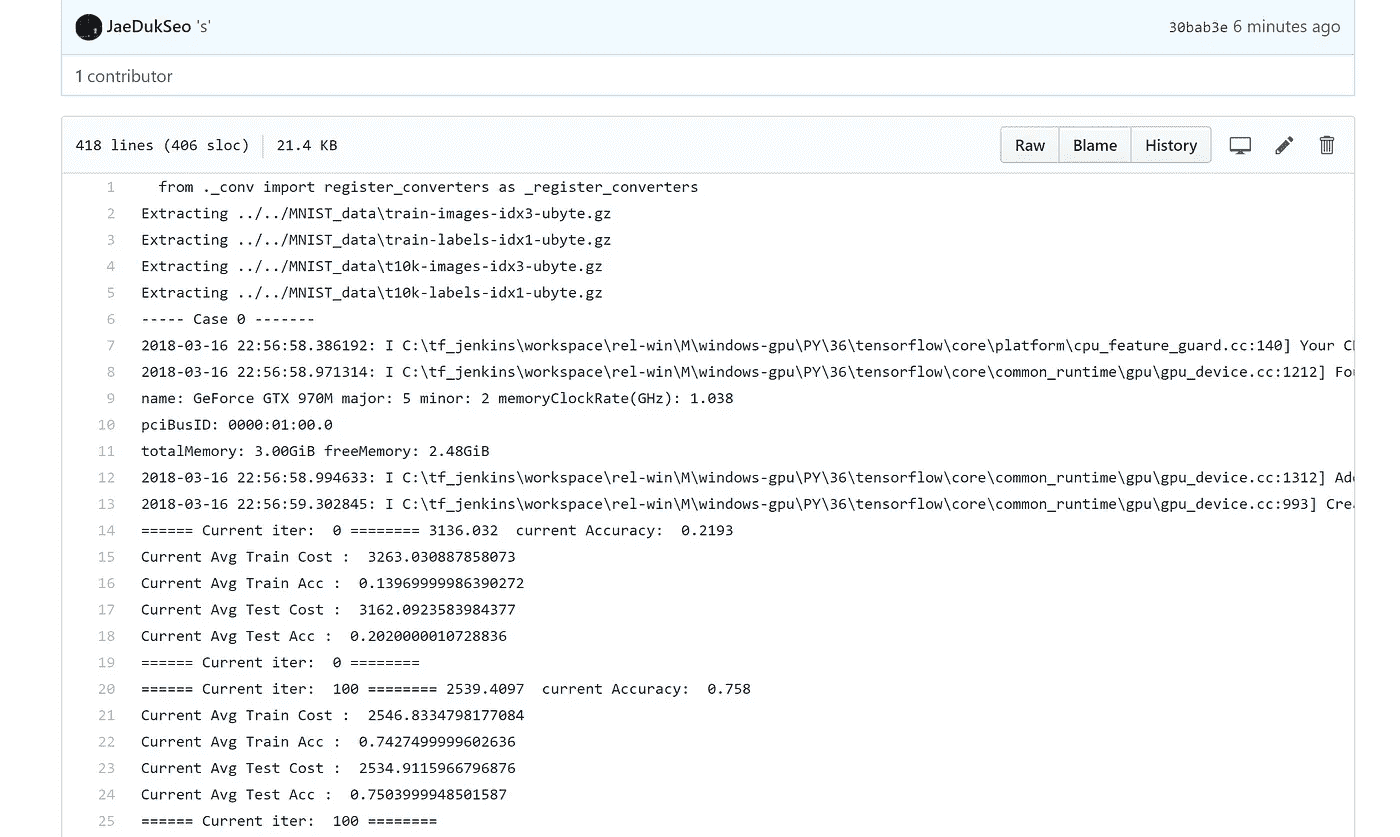 JaeDukSeo 's' 30bab3e 6 minutes ago
1 contributor
418 lines (406 sloc) 21.4 KB Raw Blame History
1 from ._conv import register_converters as _register_converters
2 Extracting ../../MNIST_data\train-images-idx3-ubyte.gz
3 Extracting ../../MNIST_data\train-labels-idx1-ubyte.gz
4 Extracting ../../MNIST_data\t10k-images-idx3-ubyte.gz
5 Extracting ../../MNIST_data\t10k-labels-idx1-ubyte.gz
6 ----- Case 0 -------
7 2018-03-16 22:56:58.386192: I C:\tf_jenkins\workspace\rel-win\M\windows-gpu\PY\36\tensorflow\core\platform\cpu_feature_guard.cc:140] Your
8 2018-03-16 22:56:58.971314: I C:\tf_jenkins\workspace\rel-win\M\windows-gpu\PY\36\tensorflow\core\common_runtime\gpu\gpu_device.cc:1212] Fou
9 name: GeForce GTX 970M major: 5 minor: 2 memoryClockRate(GHz): 1.038
10 pciBusID: 0000:01:00.0
11 totalMemory: 3.00GiB freeMemory: 2.48GiB
12 2018-03-16 22:56:58.994633: I C:\tf_jenkins\workspace\rel-win\M\windows-gpu\PY\36\tensorflow\core\common_runtime\gpu\gpu_device.cc:1312] Ad
13 2018-03-16 22:56:59.302845: I C:\tf_jenkins\workspace\rel-win\M\windows-gpu\PY\36\tensorflow\core\common_runtime\gpu\gpu_device.cc:993] Cre
14 ====== Current iter:  0 ======== 3136.032  current Accuracy:  0.2193
15 Current Avg Train Cost :  3263.030887858073
16 Current Avg Train Acc :  0.13969999986390272
17 Current Avg Test Cost :  3162.0923583984377
18 Current Avg Test Acc :  0.2020000010728836
19 ====== Current iter:  0 ========
20 ====== Current iter:  100 ======== 2539.4097  current Accuracy:  0.758
21 Current Avg Train Cost :  2546.8334798177084
22 Current Avg Train Acc :  0.7427499999602636
23 Current Avg Test Cost :  2534.9115966796876
24 Current Avg Test Acc :  0.7503999948501587
25 ====== Current iter:  100 ========